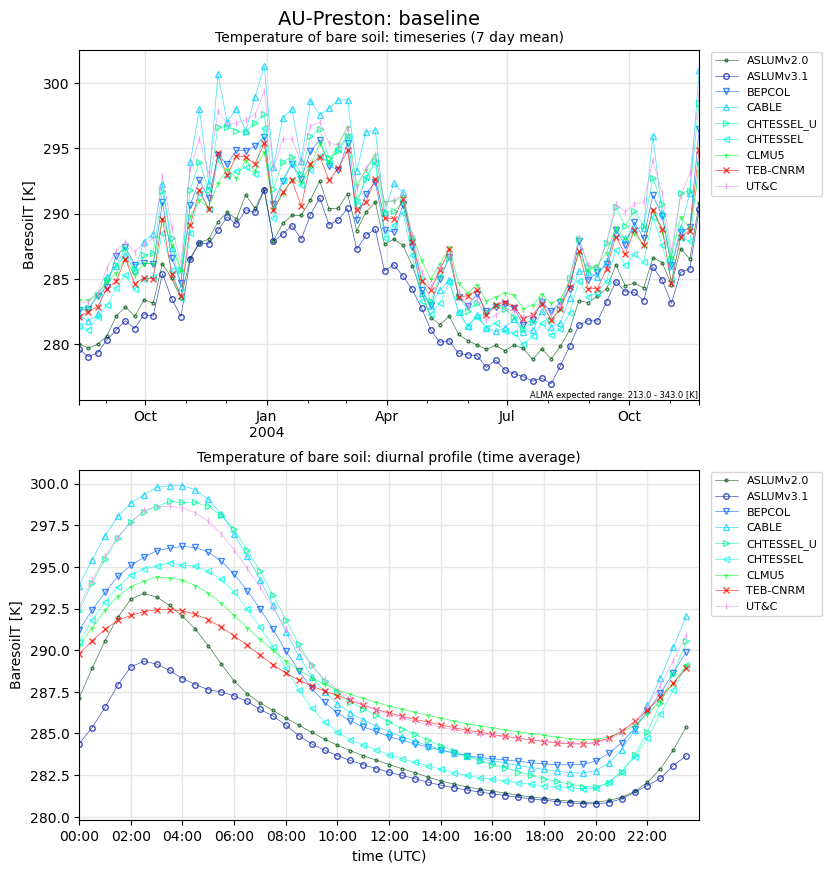 AU-Preston: baseline
Temperature of bare soil: timeseries (7 day mean)
BaresoilT [K]
300
295
290
285
280
ALMA expected range: 213.0 - 343.0 [K]
Oct
Jan
2004
Apr
Jul
Oct
ASLUMv2.0
ASLUMv3.1
BEPCOL
CABLE
CHTESSEL_U
CHTESSEL
CLMU5
TEB-CNRM
UT&C
Temperature of bare soil: diurnal profile (time average)
BaresoilT [K]
300.0
297.5
295.0
292.5
290.0
287.5
285.0
282.5
280.0
00:00
02:00
04:00
06:00
08:00
10:00
12:00
14:00
16:00
18:00
20:00
22:00
time (UTC)
ASLUMv2.0
ASLUMv3.1
BEPCOL
CABLE
CHTESSEL_U
CHTESSEL
CLMU5
TEB-CNRM
UT&C